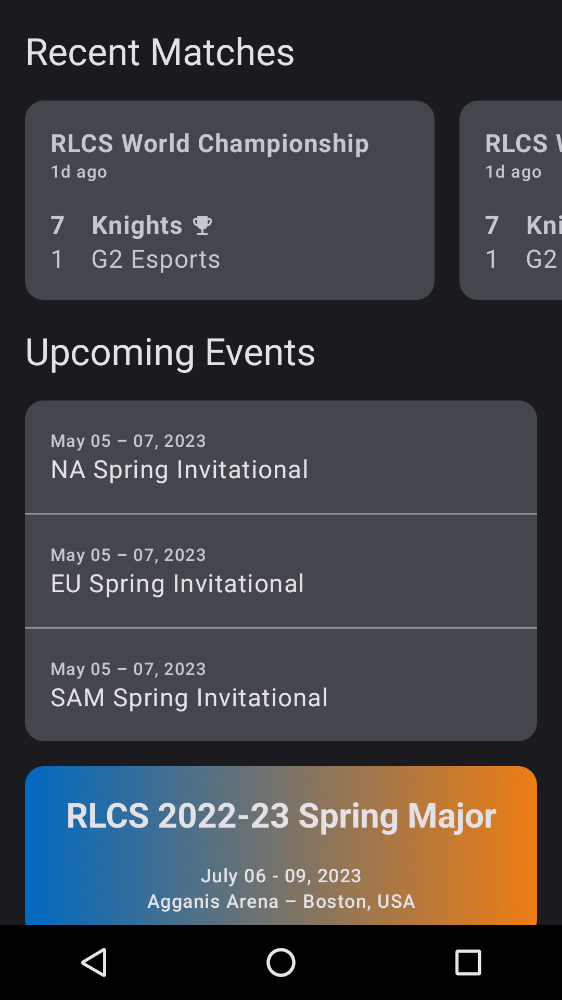 Recent Matches
RLCS World Championship
1d ago
7 Knights
1 G2 Esports
RLCS
1d ago
7
1 G2
Upcoming Events
May 05 – 07, 2023
NA Spring Invitational
May 05 – 07, 2023
EU Spring Invitational
May 05 – 07, 2023
SAM Spring Invitational
RLCS 2022-23 Spring Major
July 06 - 09, 2023
Agganis Arena – Boston, USA